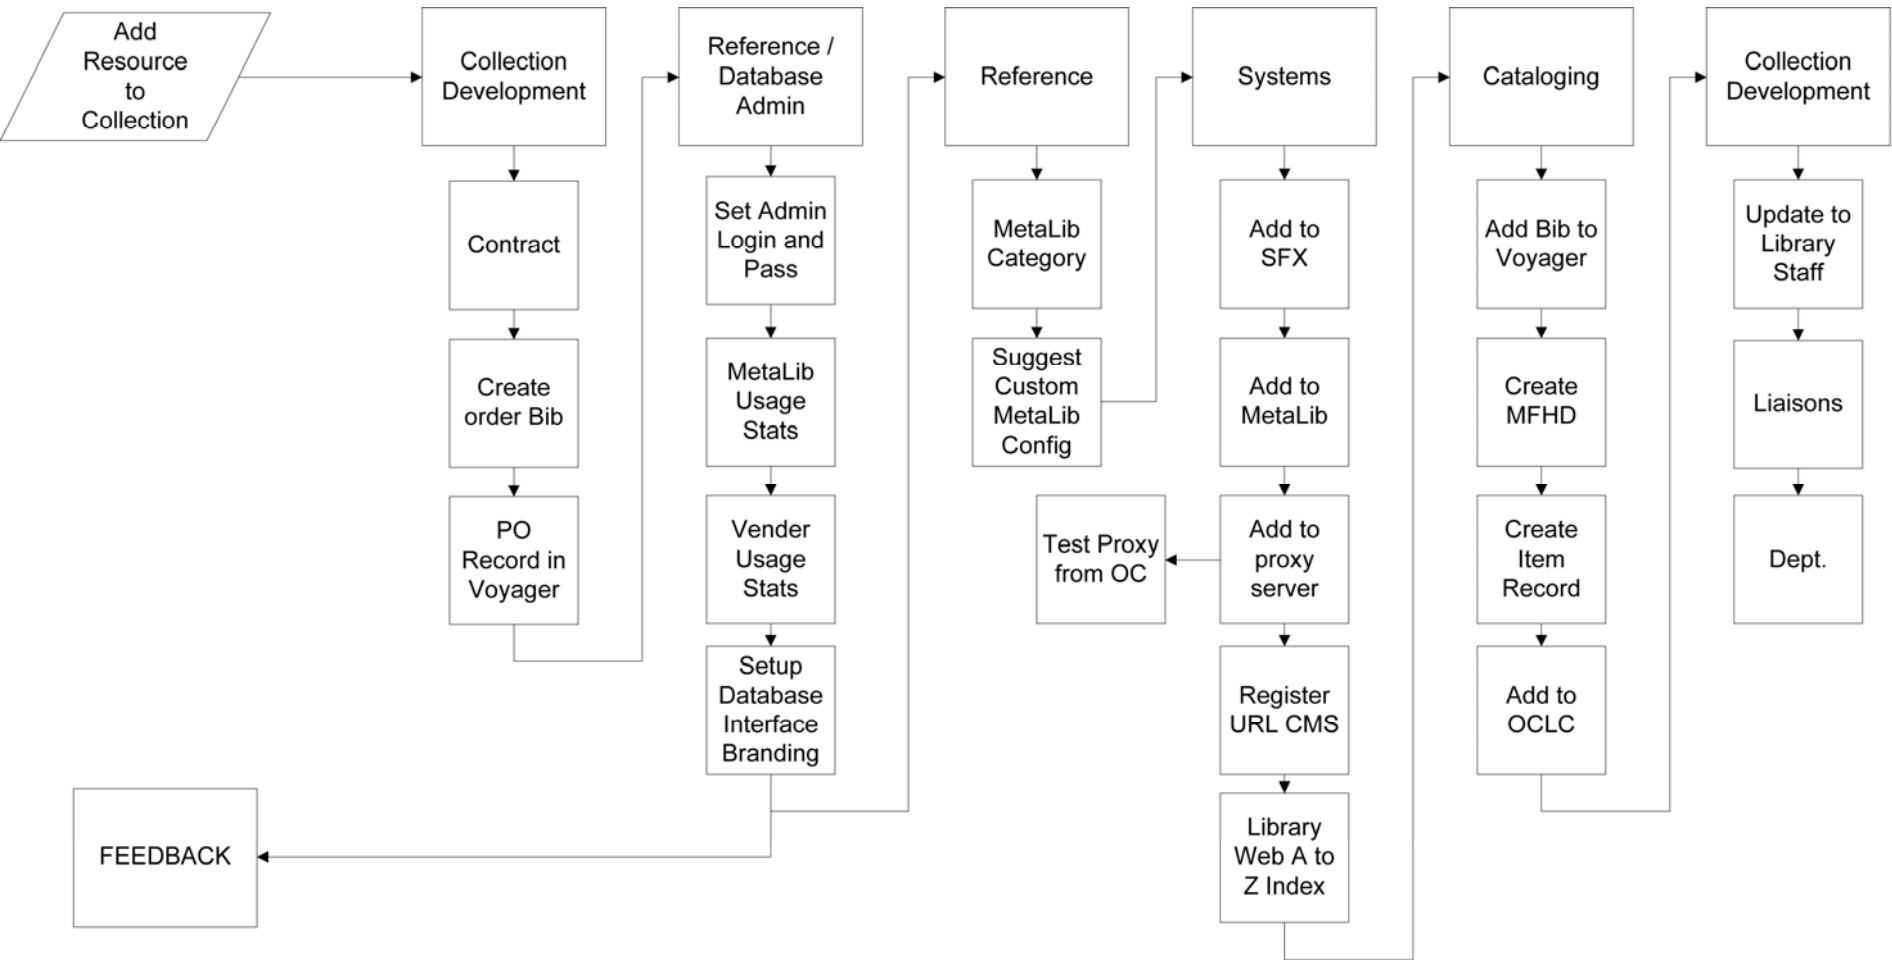 Add
Resource
to
Collection
Collection
Development
Contract
Create
order Bib
PO
Record in
Voyager
Reference /
Database
Admin
Set Admin
Login and
Pass
MetaLib
Usage
Stats
Vender
Usage
Stats
Setup
Database
Interface
Branding
FEEDBACK
Reference
MetaLib
Category
Suggest
Custom
MetaLib
Config
Systems
Add to
SFX
Add to
MetaLib
Add to
proxy
server
Test Proxy
from OC
Register
URL CMS
Library
Web A to
Z Index
Cataloging
Add Bib to
Voyager
Create
MFHD
Create
Item
Record
Add to
OCLC
Collection
Development
Update to
Library
Staff
Liaisons
Dept.